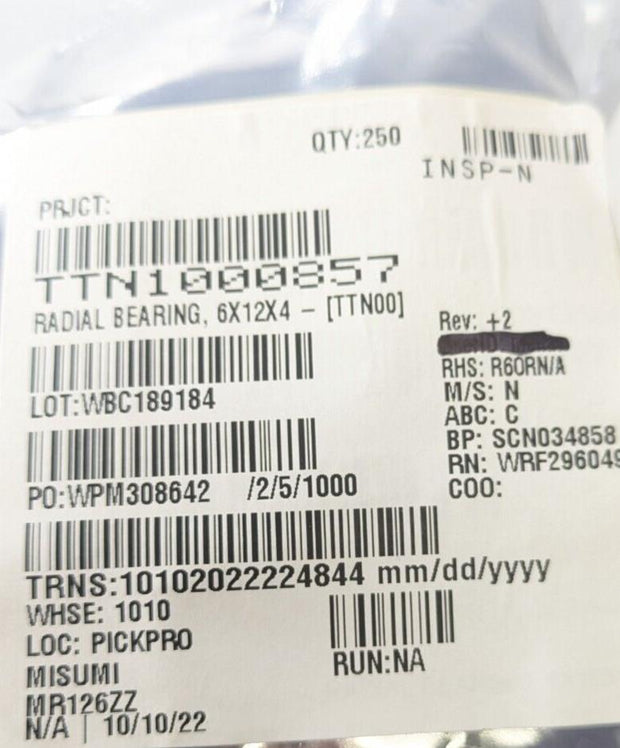 QTY:250
INSP-N
PRJCT:
TTN1000857
RADIAL BEARING, 6X12X4 - [TTN00]
Rev: +2
RHS: R6ORN/A
LOT:WBC189184
M/S: N
ABC: C
BP: SCN034858
RN: WRF296049
PO:WPM308642 /2/5/1000
COO:
TRNS:10102022224844 mm/dd/yyyy
WHSE: 1010
LOC: PICKPRO
RUN:NA
MISUMI
MR126ZZ
N/A | 10/10/22